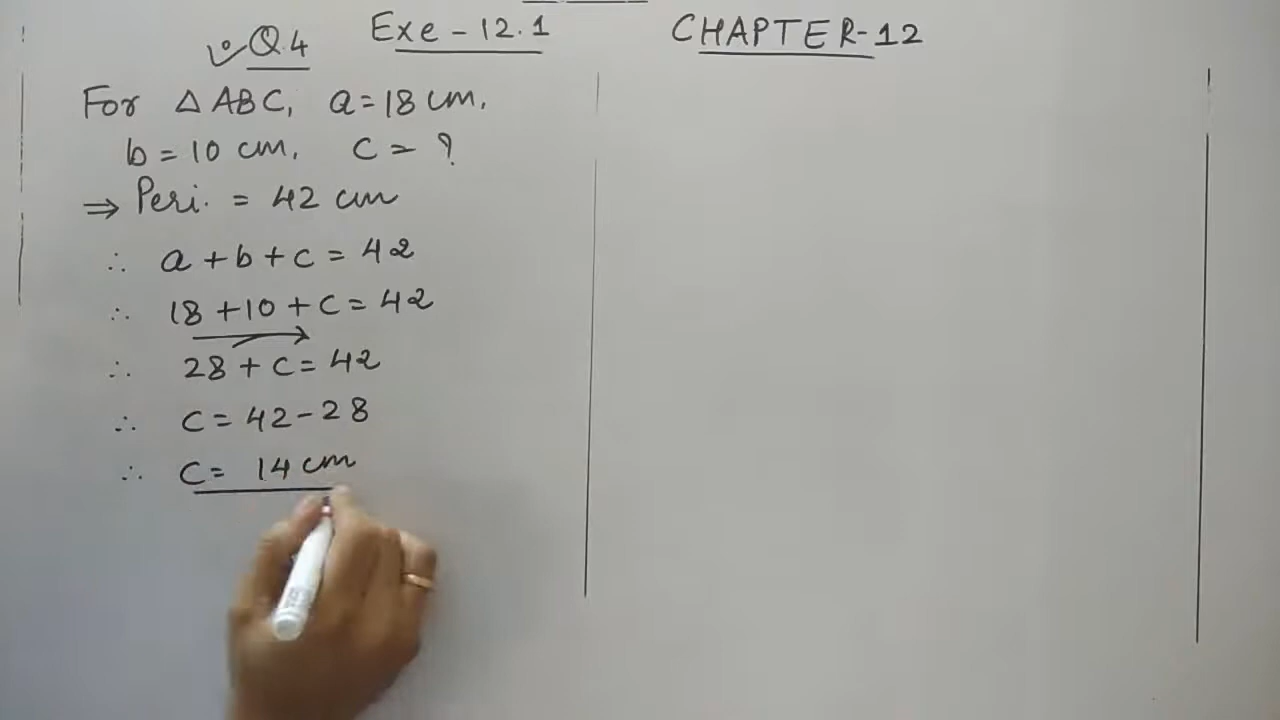 Q.4 Exe-12.1 CHAPTER-12
For △ABC, a=18 cm,
b=10 cm, c=?
⇒ Peri. = 42 cm
∴ a+b+c=42
∴ 18+10+c=42
∴ 28+c=42
∴ c=42-28
∴ c= 14 cm